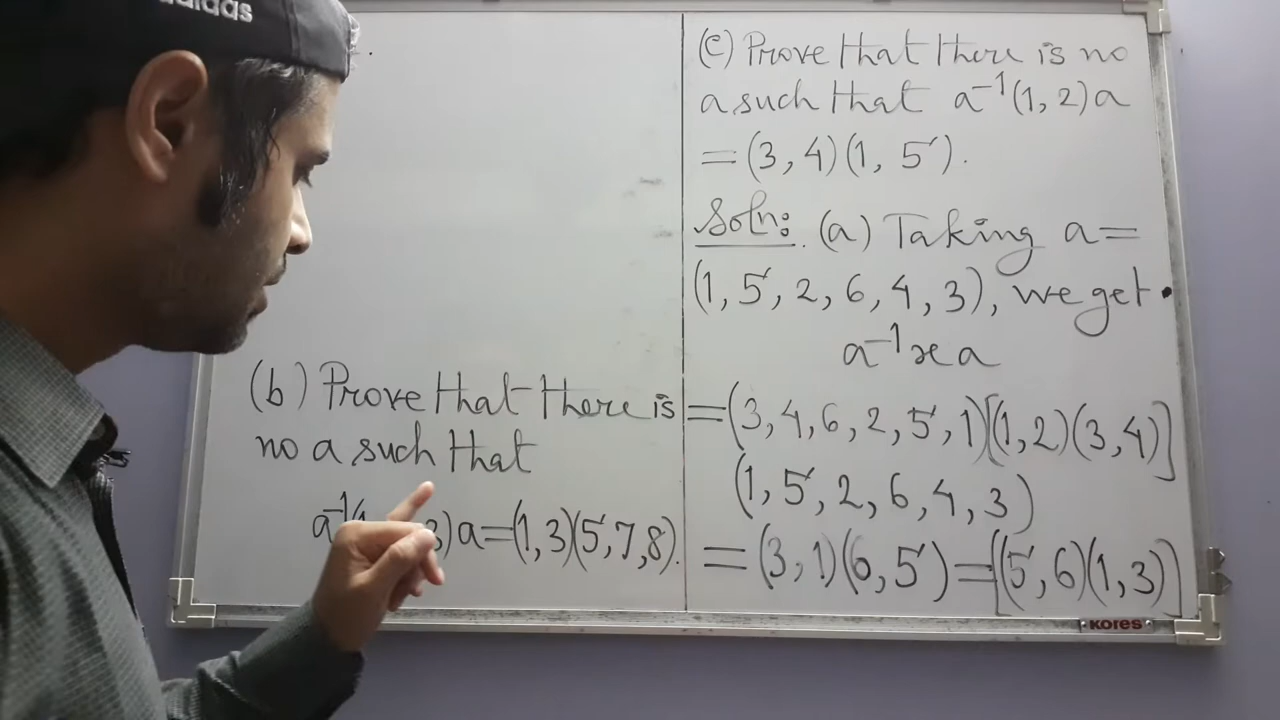 adidas
(b) Prove that there is
no a such that
a⁻¹(1, 3)a=(1,3)(5,7,8).
(c) Prove that there is no
a such that a⁻¹(1, 2)a
=(3, 4)(1, 5).
Soln: (a) Taking a=
(1, 5, 2, 6, 4, 3), we get
a⁻¹xa
=(3, 4, 6, 2, 5, 1)[(1, 2)(3, 4)]
(1, 5, 2, 6, 4, 3)
=(3, 1)(6, 5)=[(5, 6)(1, 3)]
KORES